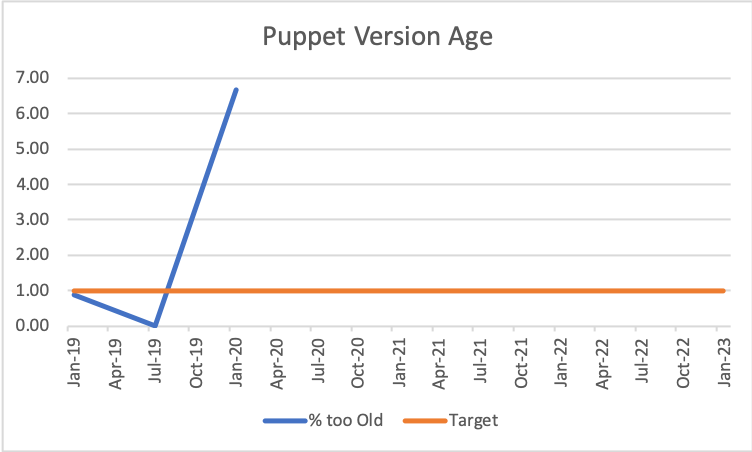 Puppet Version Age
7.00
6.00
5.00
4.00
3.00
2.00
1.00
0.00
Jan-19
Apr-19
Jul-19
Oct-19
Jan-20
Apr-20
Jul-20
Oct-20
Jan-21
Apr-21
Jul-21
Oct-21
Jan-22
Apr-22
Jul-22
Oct-22
Jan-23
% too Old
Target